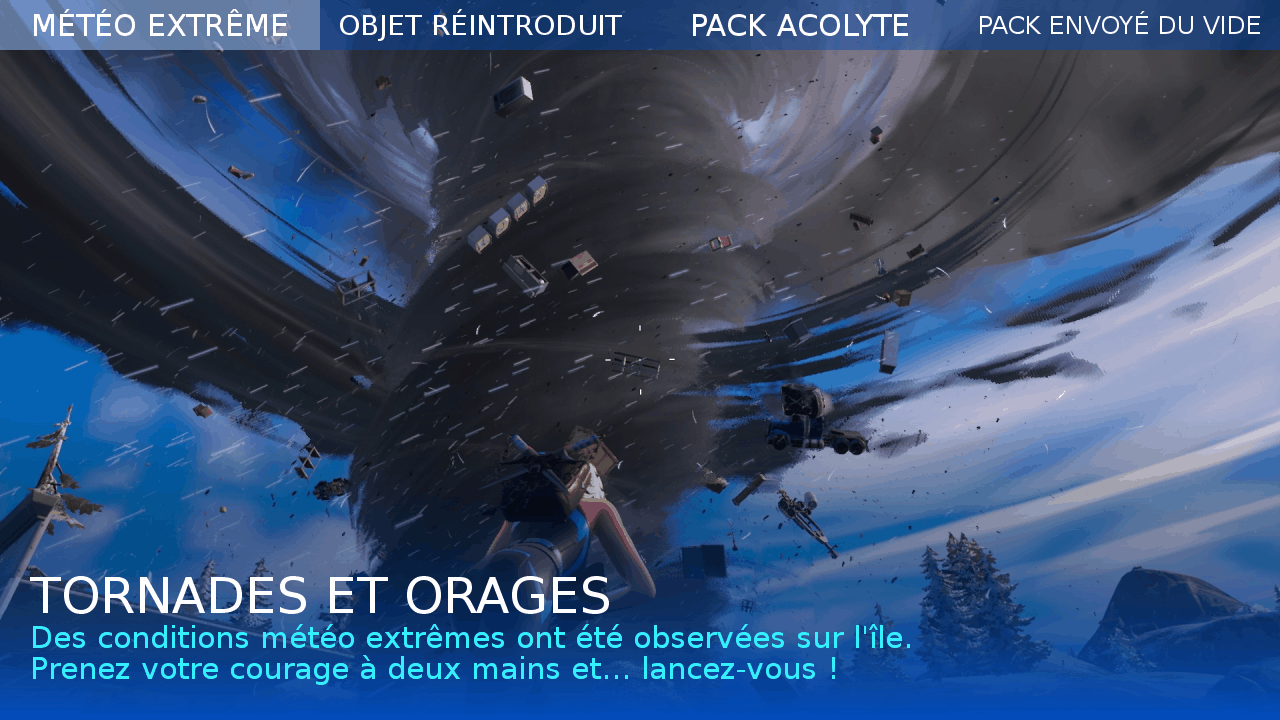 MÉTÉO EXTRÊME
OBJET RÉINTRODUIT
PACK ACOLYTE
PACK ENVOYÉ DU VIDE
TORNADES ET ORAGES
Des conditions météo extrêmes ont été observées sur l'île.
Prenez votre courage à deux mains et... lancez-vous !